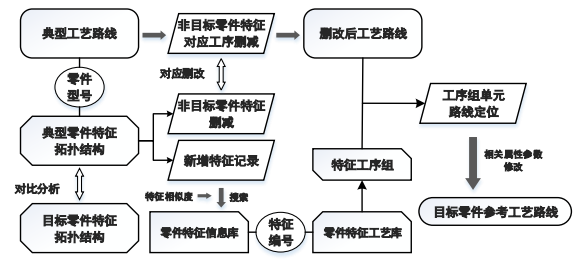 典型工艺路线
非目标零件特征
对应工序删减
删改后工艺路线
零件
型号
对应删改
工序组单元
路线定位
非目标零件特征
删减
典型零件特征
拓扑结构
新增特征记录
特征工序组
相关属性参数
修改
对比分析
特征相似度
搜索
目标零件特征
拓扑结构
零件特征信息库
特征
编号
零件特征工艺库
目标零件参考工艺路线